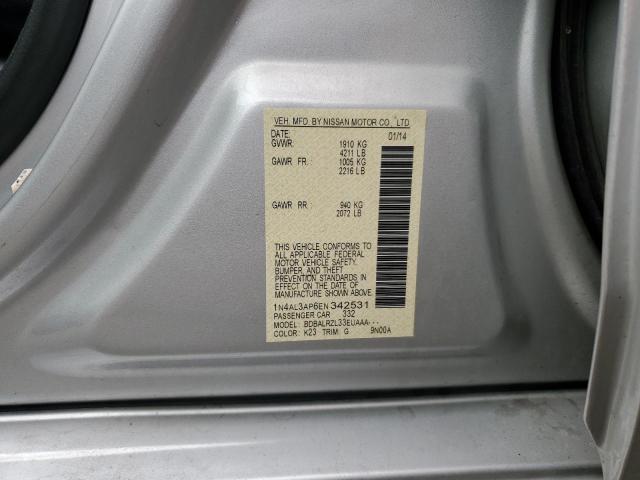 VEH. MFD. BY NISSAN MOTOR CO., LTD.
DATE: 01/14
GVWR: 1910 KG
4211 LB
GAWR FR: 1005 KG
2216 LB
GAWR RR: 940 KG
2072 LB
THIS VEHICLE CONFORMS TO
ALL APPLICABLE FEDERAL
MOTOR VEHICLE SAFETY,
BUMPER, AND THEFT
PREVENTION STANDARDS IN
EFFECT ON THE DATE OF
MANUFACTURE SHOWN ABOVE.
1N4AL3AP6EN342531
PASSENGER CAR 332
MODEL: BDBALRZL33EUAAA---
COLOR: K23 TRIM: G 9N00A